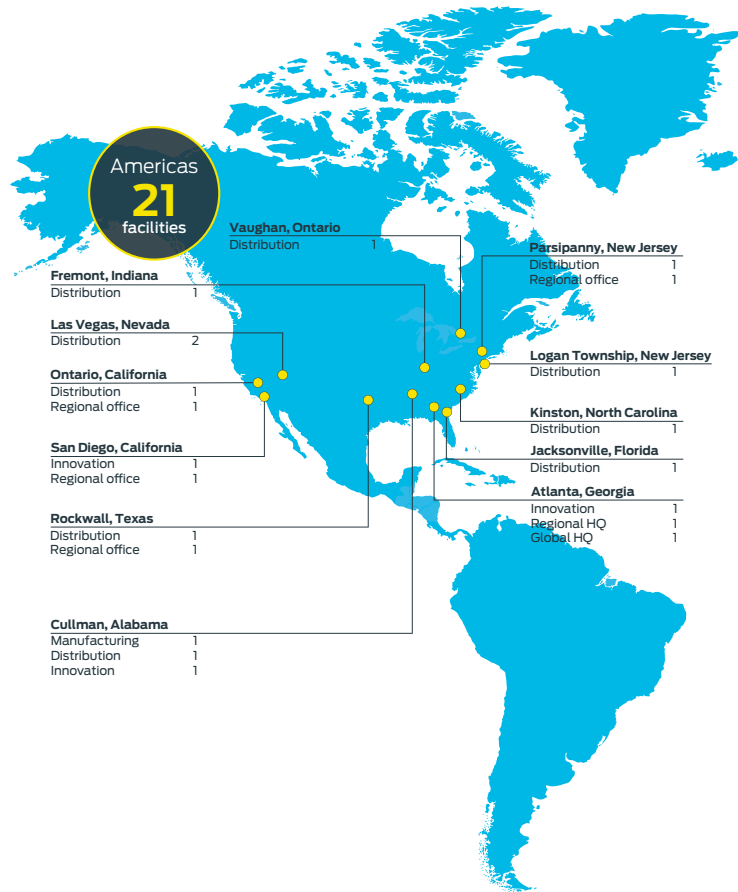 Americas
21
facilities
Vaughan, Ontario
Distribution 1
Fremont, Indiana
Distribution 1
Las Vegas, Nevada
Distribution 2
Ontario, California
Distribution 1
Regional office 1
San Diego, California
Innovation 1
Regional office 1
Rockwall, Texas
Distribution 1
Regional office 1
Cullman, Alabama
Manufacturing 1
Distribution 1
Innovation 1
Parsipanny, New Jersey
Distribution 1
Regional office 1
Logan Township, New Jersey
Distribution 1
Kinston, North Carolina
Distribution 1
Jacksonville, Florida
Distribution 1
Atlanta, Georgia
Innovation 1
Regional HQ 1
Global HQ 1